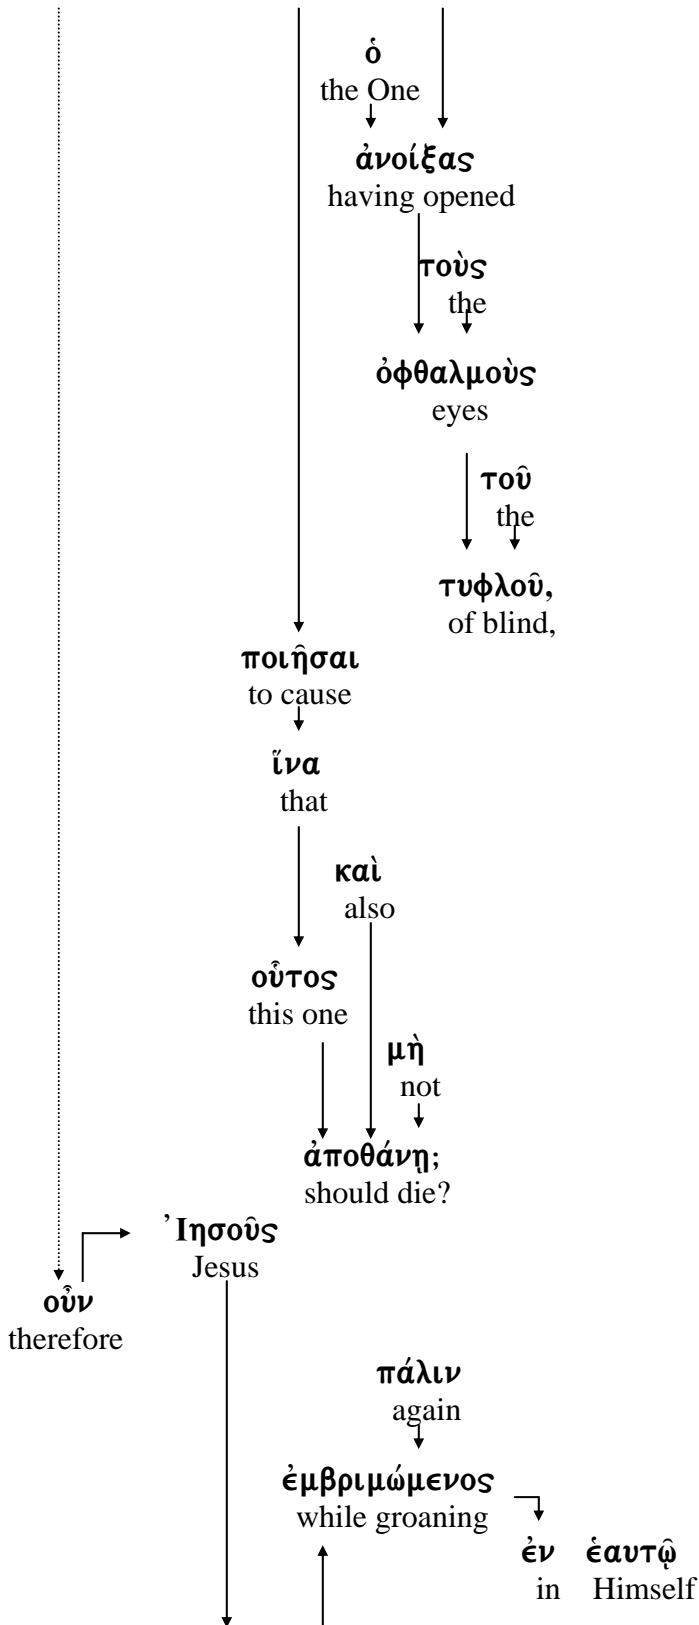 ὁ
the One
ἀνοίξας
having opened
τοὺς
the
ὀφθαλμοὺς
eyes
τοῦ
the
τυφλοῦ,
of blind,
ποιῆσαι
to cause
ἵνα
that
καὶ
also
οὗτος
this one
μὴ
not
ἀποθάνῃ;
should die?
Ἰησοῦς
Jesus
οὖν
therefore
πάλιν
again
ἐμβριμώμενος
while groaning
ἐν ἑαυτῷ
in Himself